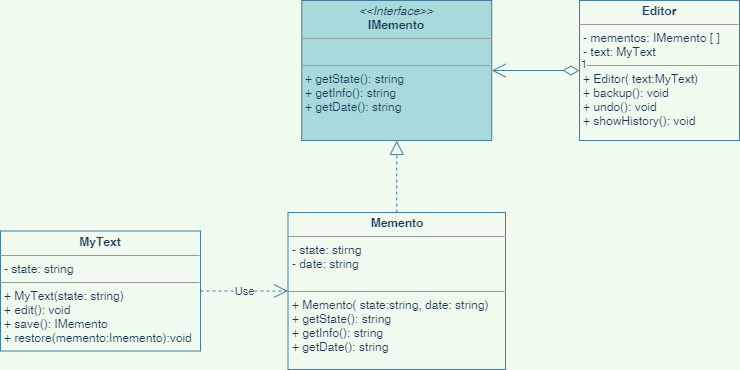 <<Interface>>
IMemento
+ getState(): string
+ getInfo(): string
+ getDate(): string
Editor
- mementos: IMemento [ ]
- text: MyText
1
+ Editor( text:MyText)
+ backup(): void
+ undo(): void
+ showHistory(): void
MyText
- state: string
+ MyText(state: string)
+ edit(): void
+ save(): IMemento
+ restore(memento:Imemento):void
Use
Memento
- state: stirng
- date: string
+ Memento( state:string, date: string)
+ getState(): string
+ getInfo(): string
+ getDate(): string